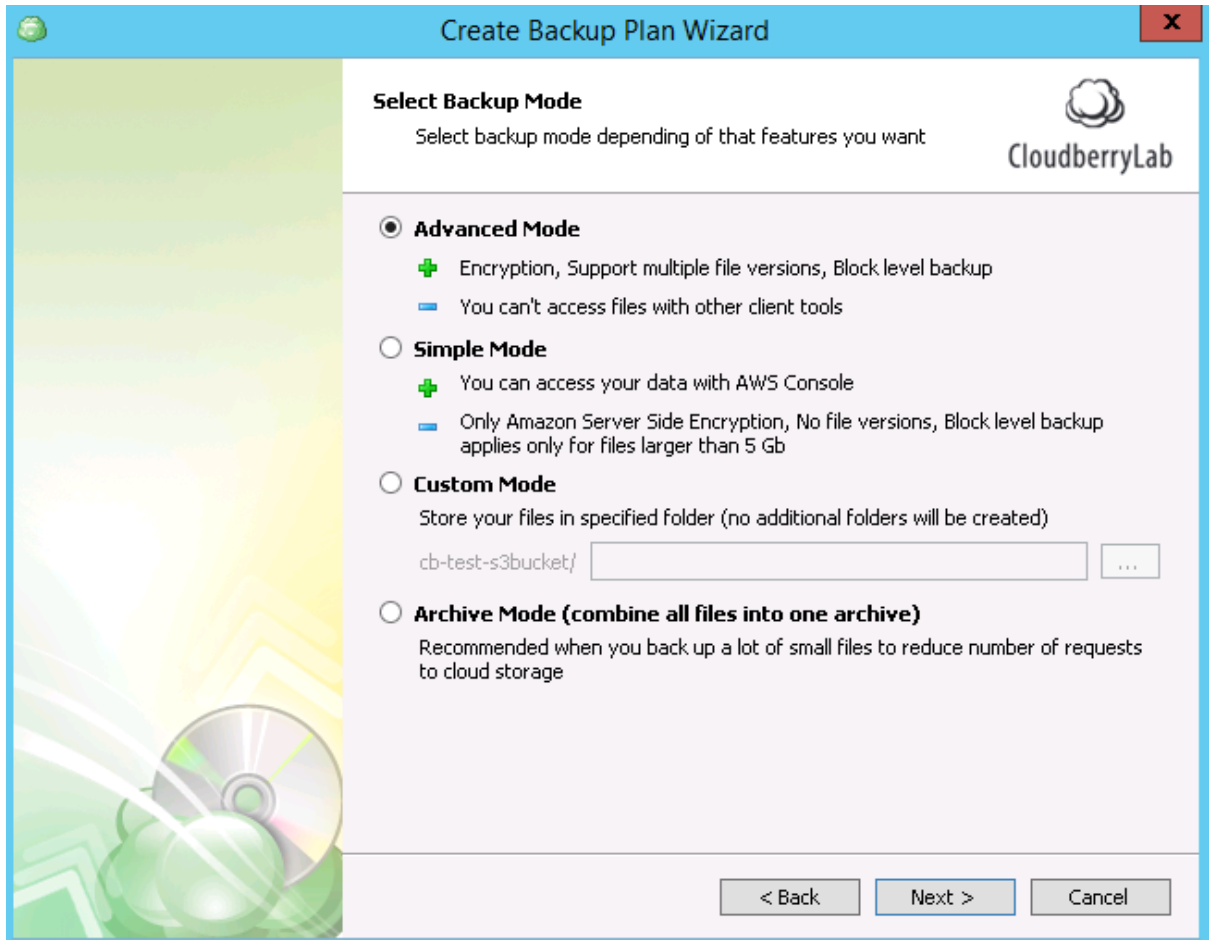 Create Backup Plan Wizard
x
Select Backup Mode
Select backup mode depending of that features you want
CloudberryLab
Advanced Mode
Encryption, Support multiple file versions, Block level backup
You can't access files with other client tools
Simple Mode
You can access your data with AWS Console
Only Amazon Server Side Encryption, No file versions, Block level backup
applies only for files larger than 5 Gb
Custom Mode
Store your files in specified folder (no additional folders will be created)
cb-test-s3bucket/
...
Archive Mode (combine all files into one archive)
Recommended when you back up a lot of small files to reduce number of requests
to cloud storage
< Back
Next >
Cancel